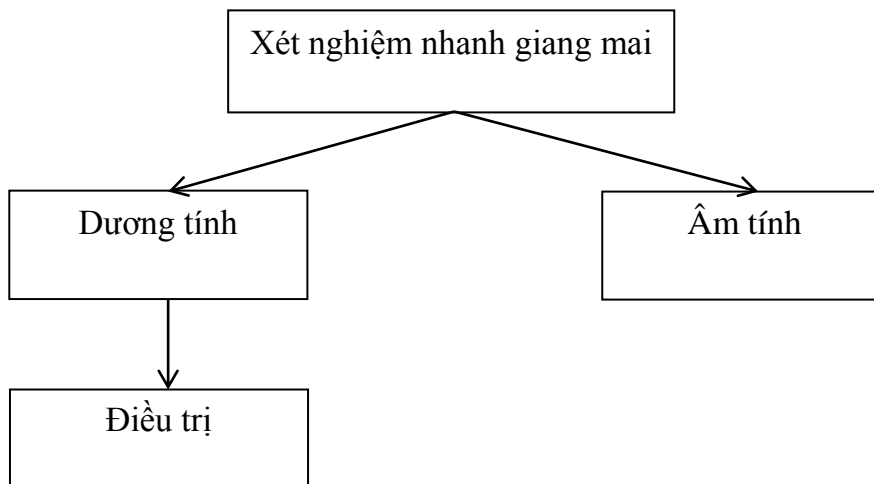 Xét nghiệm nhanh giang mai
Dương tính
Âm tính
Điều trị